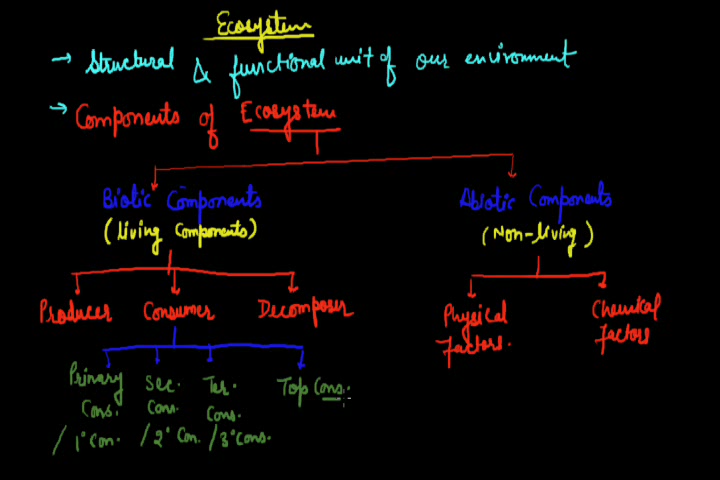 Ecosystem
→ Structural & functional unit of our environment
→ Components of Ecosystem
Biotic Components
(Living Components)
Abiotic Components
(Non-living)
Producer Consumer Decomposer
Physical Factors.
Chemical Factors
Primary Cons. / 1° Con.
Sec. Con. / 2° Con.
Ter. Cons. / 3° Cons.
Top Cons.